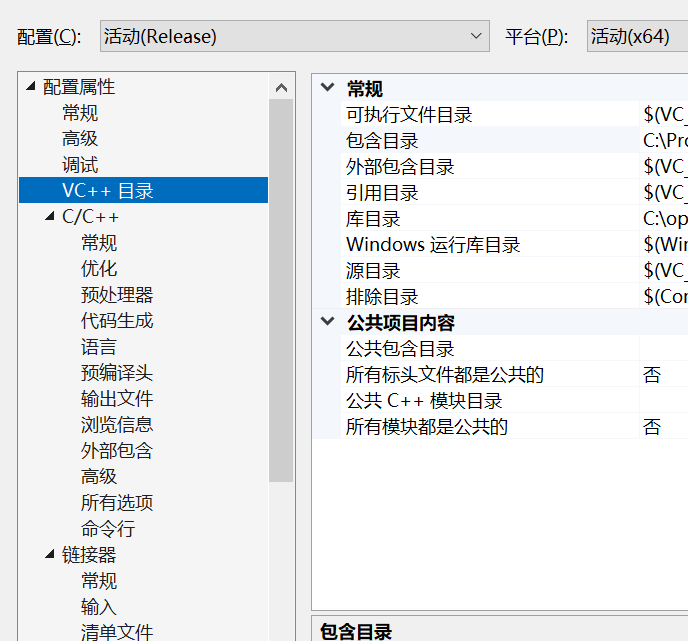 配置(C): 活动(Release) 平台(P): 活动(x64)
配置属性
常规
高级
调试
VC++ 目录
C/C++
常规
优化
预处理器
代码生成
语言
预编译头
输出文件
浏览信息
外部包含
高级
所有选项
命令行
链接器
常规
输入
清单文件
常规
可执行文件目录 $(VC_
包含目录 C:\Pro
外部包含目录 $(VC_
引用目录 $(VC_
库目录 C:\op
Windows 运行库目录 $(Win
源目录 $(VC_
排除目录 $(Con
公共项目内容
公共包含目录
所有标头文件都是公共的 否
公共 C++ 模块目录
所有模块都是公共的 否
包含目录